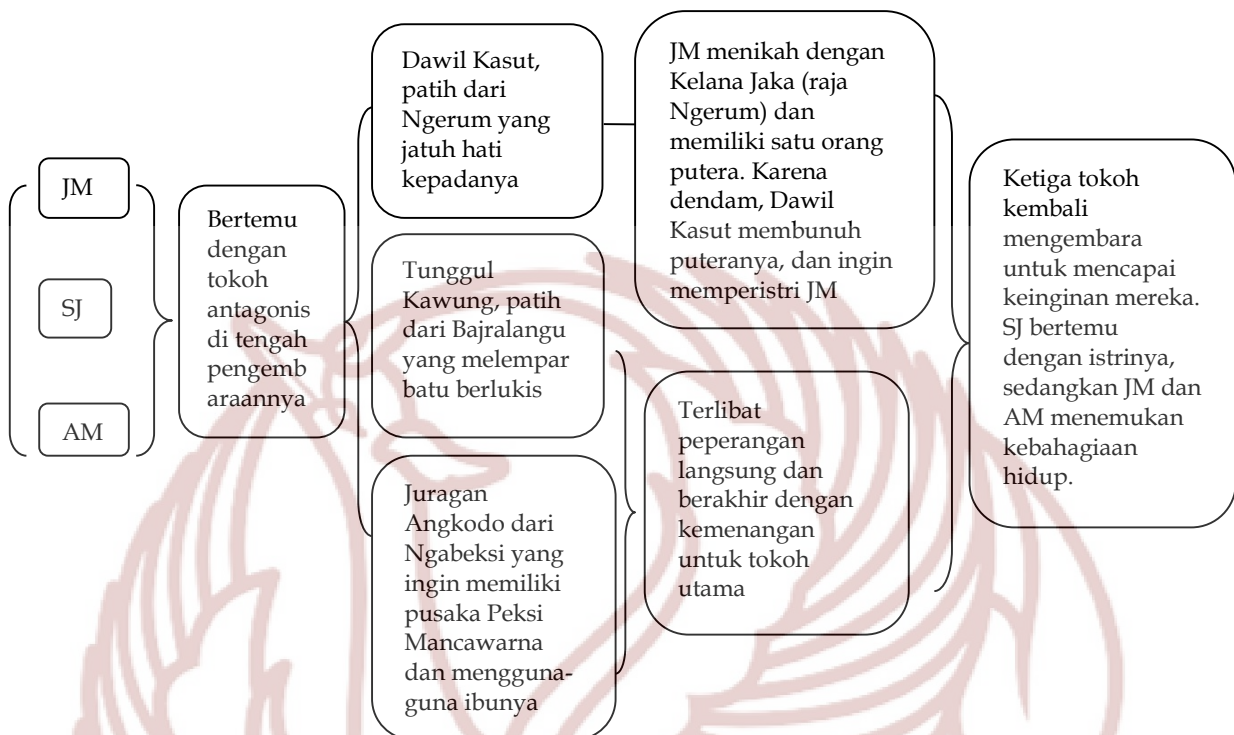 JM
SJ
AM
Bertemu
dengan
tokoh
antagonis
di tengah
pengemb
araannya
Dawil Kasut,
patih dari
Ngerum yang
jatuh hati
kepadanya
Tunggul
Kawung, patih
dari Bajralangu
yang melempar
batu berlukis
Juragan
Angkodo dari
Ngabeksi yang
ingin memiliki
pusaka Peksi
Mancawarna
dan mengguna-
guna ibunya
JM menikah dengan
Kelana Jaka (raja
Ngerum) dan
memiliki satu orang
putera. Karena
dendam, Dawil
Kasut membunuh
puteranya, dan ingin
memperistri JM
Terlibat
peperangan
langsung dan
berakhir dengan
kemenangan
untuk tokoh
utama
Ketiga tokoh
kembali
mengembara
untuk mencapai
keinginan mereka.
SJ bertemu
dengan istrinya,
sedangkan JM dan
AM menemukan
kebahagiaan
hidup.